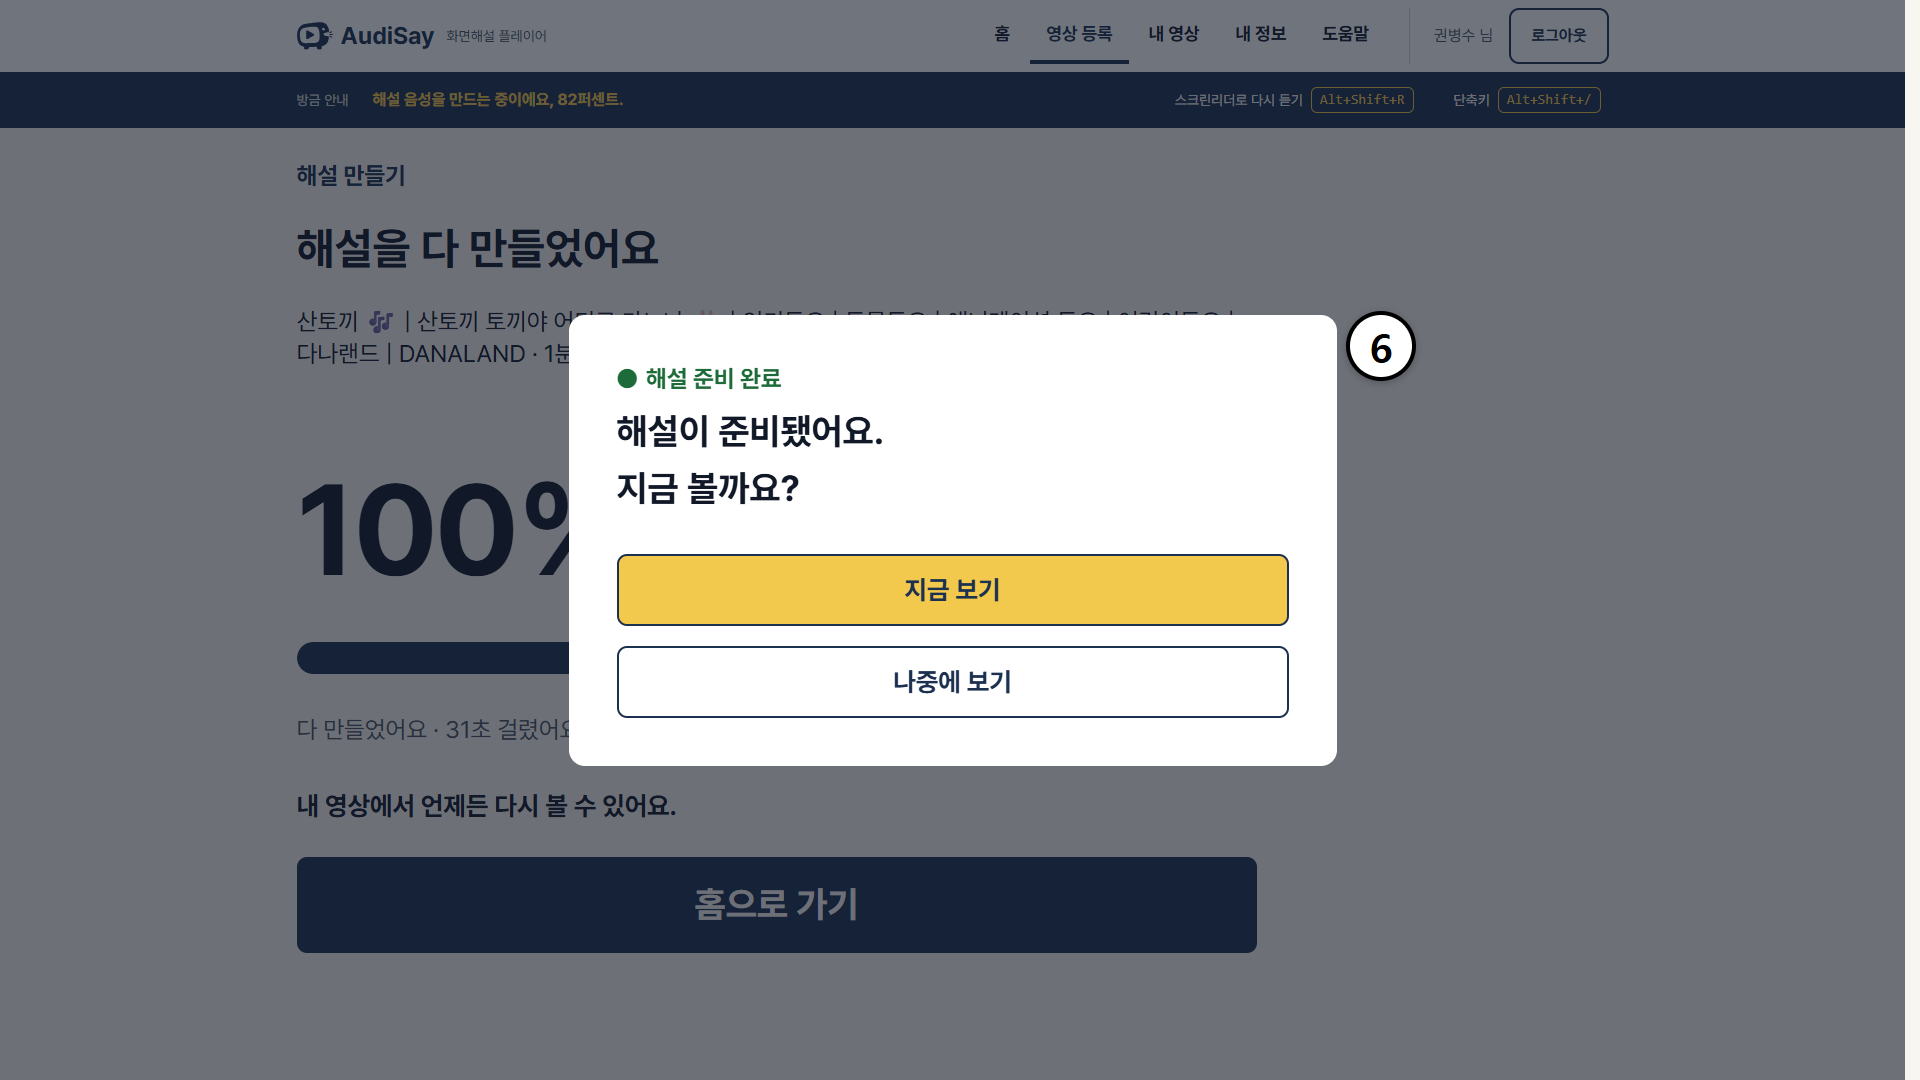 AudiSay 화면해설 플레이어
홈 영상 등록 내 영상 내 정보 도움말 권병수 님 로그아웃
방금 안내 해설 음성을 만드는 중이에요, 82퍼센트. 스크린리더로 다시 듣기 Alt+Shift+R 단축키 Alt+Shift+/
해설 만들기
해설을 다 만들었어요
산토끼 🎶 | 산토끼 토끼야
다나랜드 | DANALAND · 1분
100%
다 만들었어요 · 31초 걸렸어요
내 영상에서 언제든 다시 볼 수 있어요.
홈으로 가기
해설 준비 완료
해설이 준비됐어요.
지금 볼까요?
지금 보기
나중에 보기
6